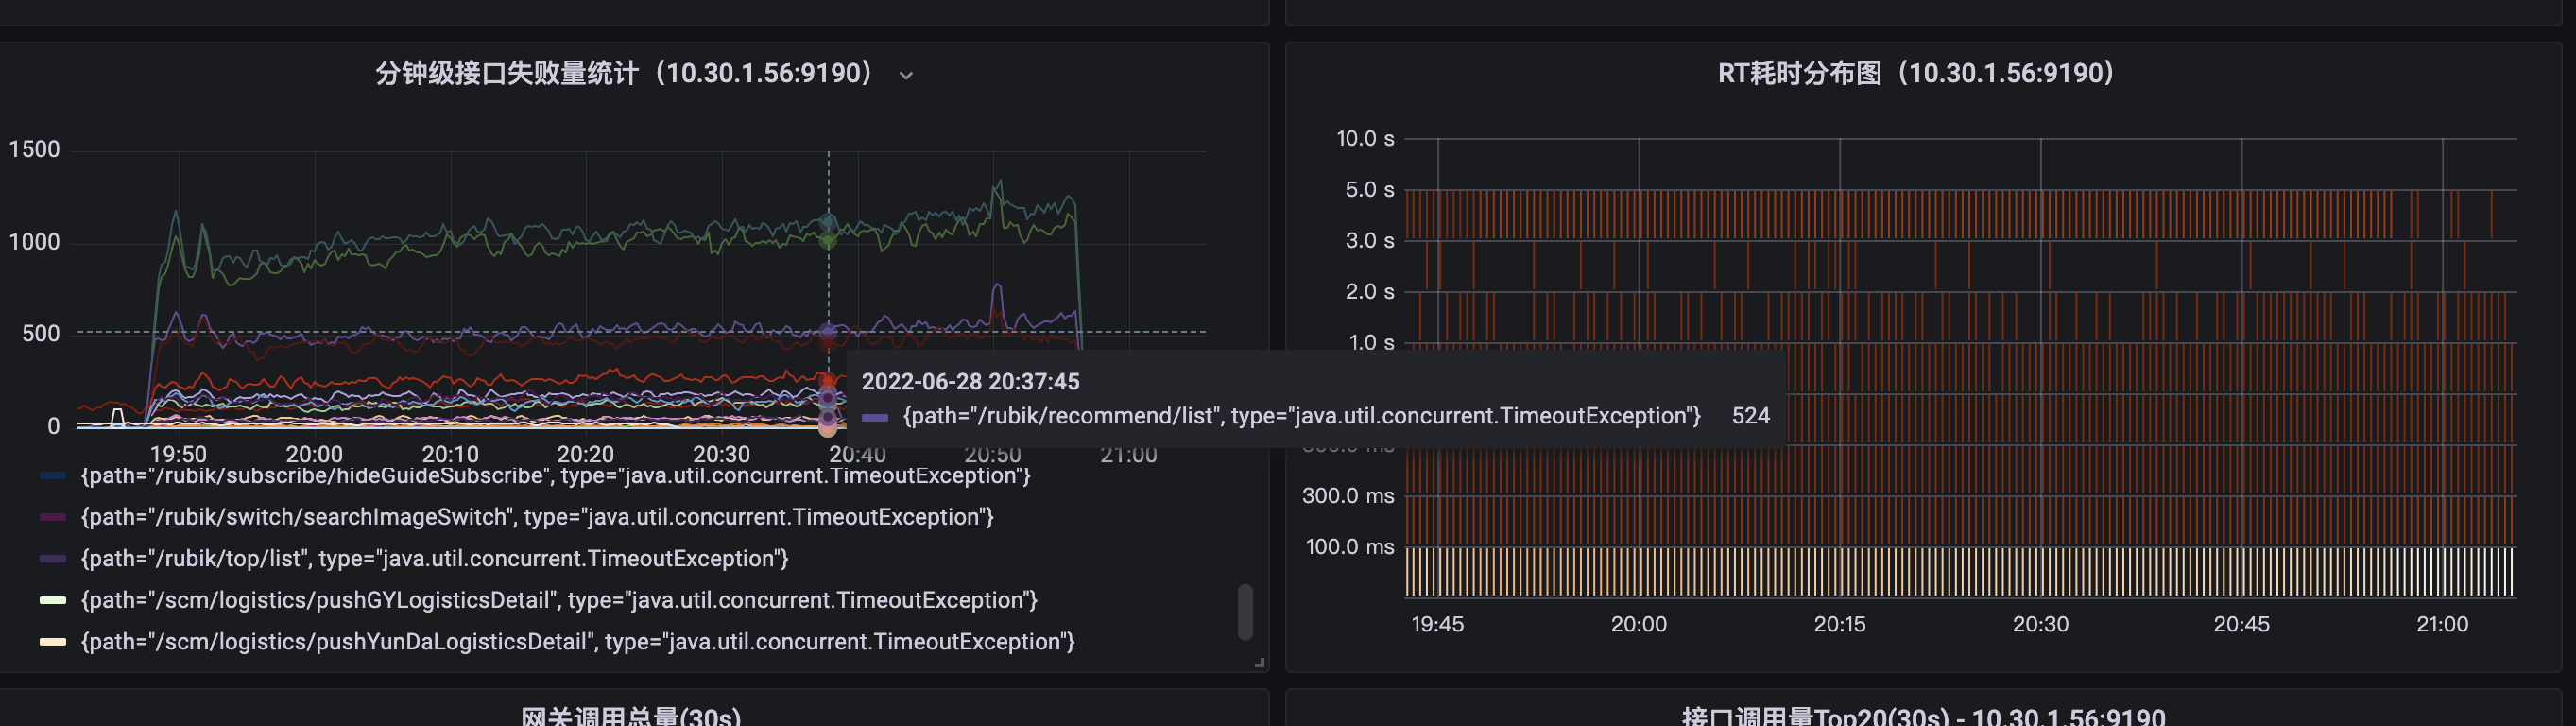 分钟级接口失败量统计（10.30.1.56:9190）
1500
1000
500
0
19:50 20:00 20:10 20:20 20:30 20:40 20:50 21:00
2022-06-28 20:37:45
{path="/rubik/recommend/list", type="java.util.concurrent.TimeoutException"} 524
{path="/rubik/subscribe/hideGuideSubscribe", type="java.util.concurrent.TimeoutException"}
{path="/rubik/switch/searchImageSwitch", type="java.util.concurrent.TimeoutException"}
{path="/rubik/top/list", type="java.util.concurrent.TimeoutException"}
{path="/scm/logistics/pushGYLogisticsDetail", type="java.util.concurrent.TimeoutException"}
{path="/scm/logistics/pushYunDaLogisticsDetail", type="java.util.concurrent.TimeoutException"}
RT耗时分布图（10.30.1.56:9190）
10.0 s
5.0 s
3.0 s
2.0 s
1.0 s
300.0 ms
100.0 ms
19:45 20:00 20:15 20:30 20:45 21:00
网关调用总量(30s)
接口调用量Top20(30s) - 10.30.1.56:9190